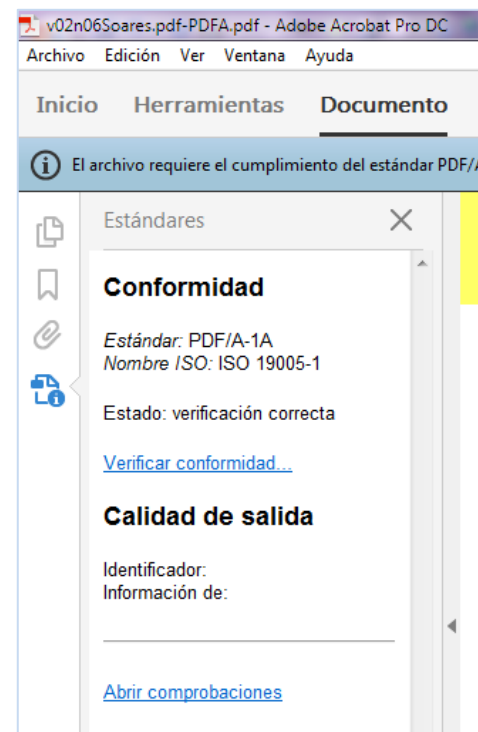 v02n06Soares.pdf-PDFA.pdf - Adobe Acrobat Pro DC
Archivo Edición Ver Ventana Ayuda
Inicio Herramientas Documento
El archivo requiere el cumplimiento del estándar PDF/
Estándares
Conformidad
Estándar: PDF/A-1A
Nombre ISO: ISO 19005-1
Estado: verificación correcta
Verificar conformidad...
Calidad de salida
Identificador:
Información de:
Abrir comprobaciones